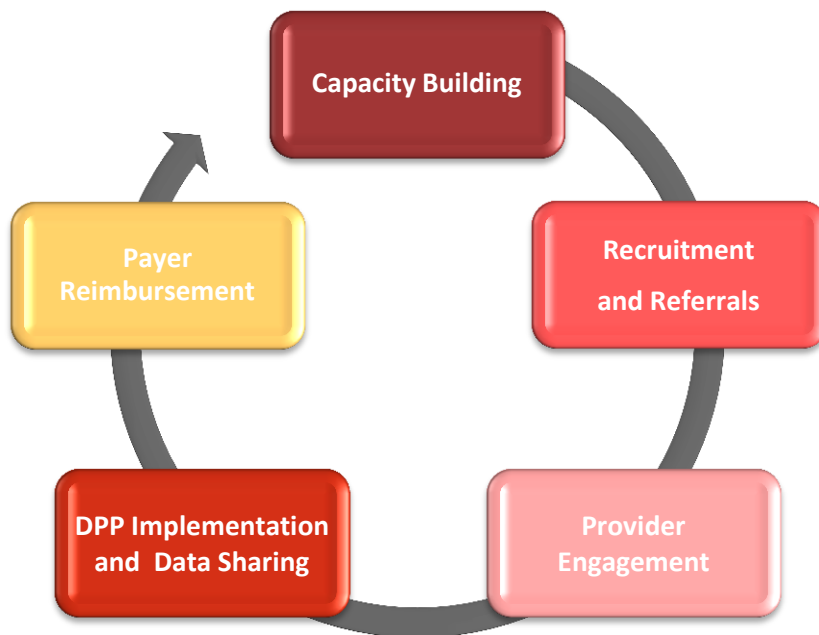 Capacity Building
Recruitment
and Referrals
Provider
Engagement
DPP Implementation
and Data Sharing
Payer
Reimbursement